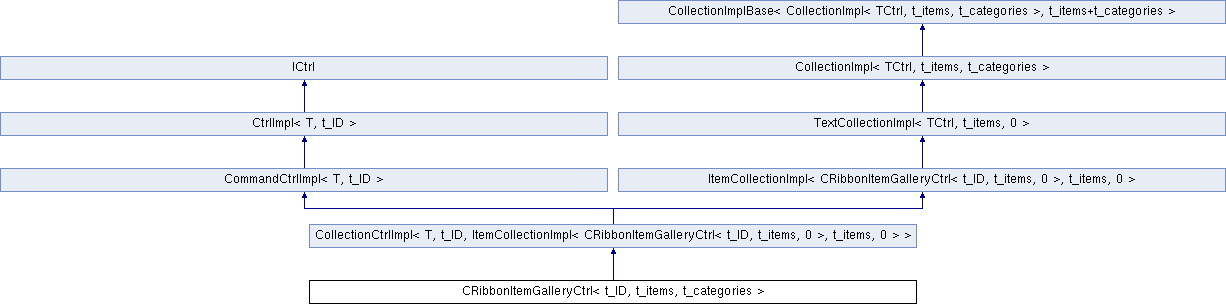 CollectionImplBase< CollectionImpl< TCtrl, t_items, t_categories >, t_items+t_categories >
ICtrl
CollectionImpl< TCtrl, t_items, t_categories >
CtrlImpl< T, t_ID >
TextCollectionImpl< TCtrl, t_items, 0 >
CommandCtrlImpl< T, t_ID >
ItemCollectionImpl< CRibbonItemGalleryCtrl< t_ID, t_items, 0 >, t_items, 0 >
CollectionCtrlImpl< T, t_ID, ItemCollectionImpl< CRibbonItemGalleryCtrl< t_ID, t_items, 0 >, t_items, 0 > >
CRibbonItemGalleryCtrl< t_ID, t_items, t_categories >